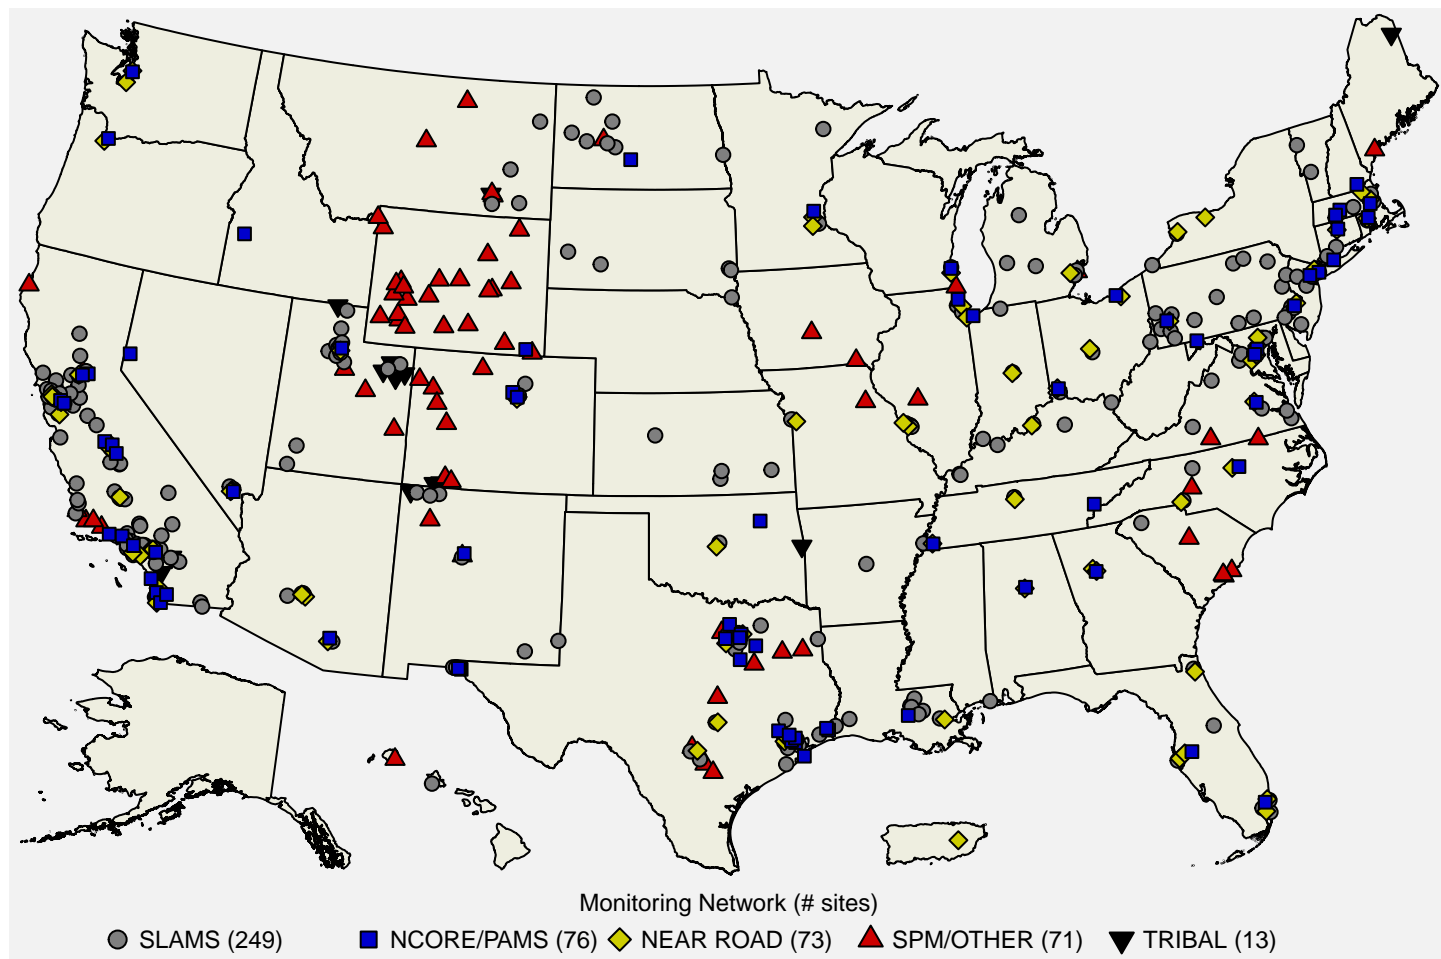 Monitoring Network (# sites)
SLAMS (249) NCORE/PAMS (76) NEAR ROAD (73) SPM/OTHER (71) TRIBAL (13)